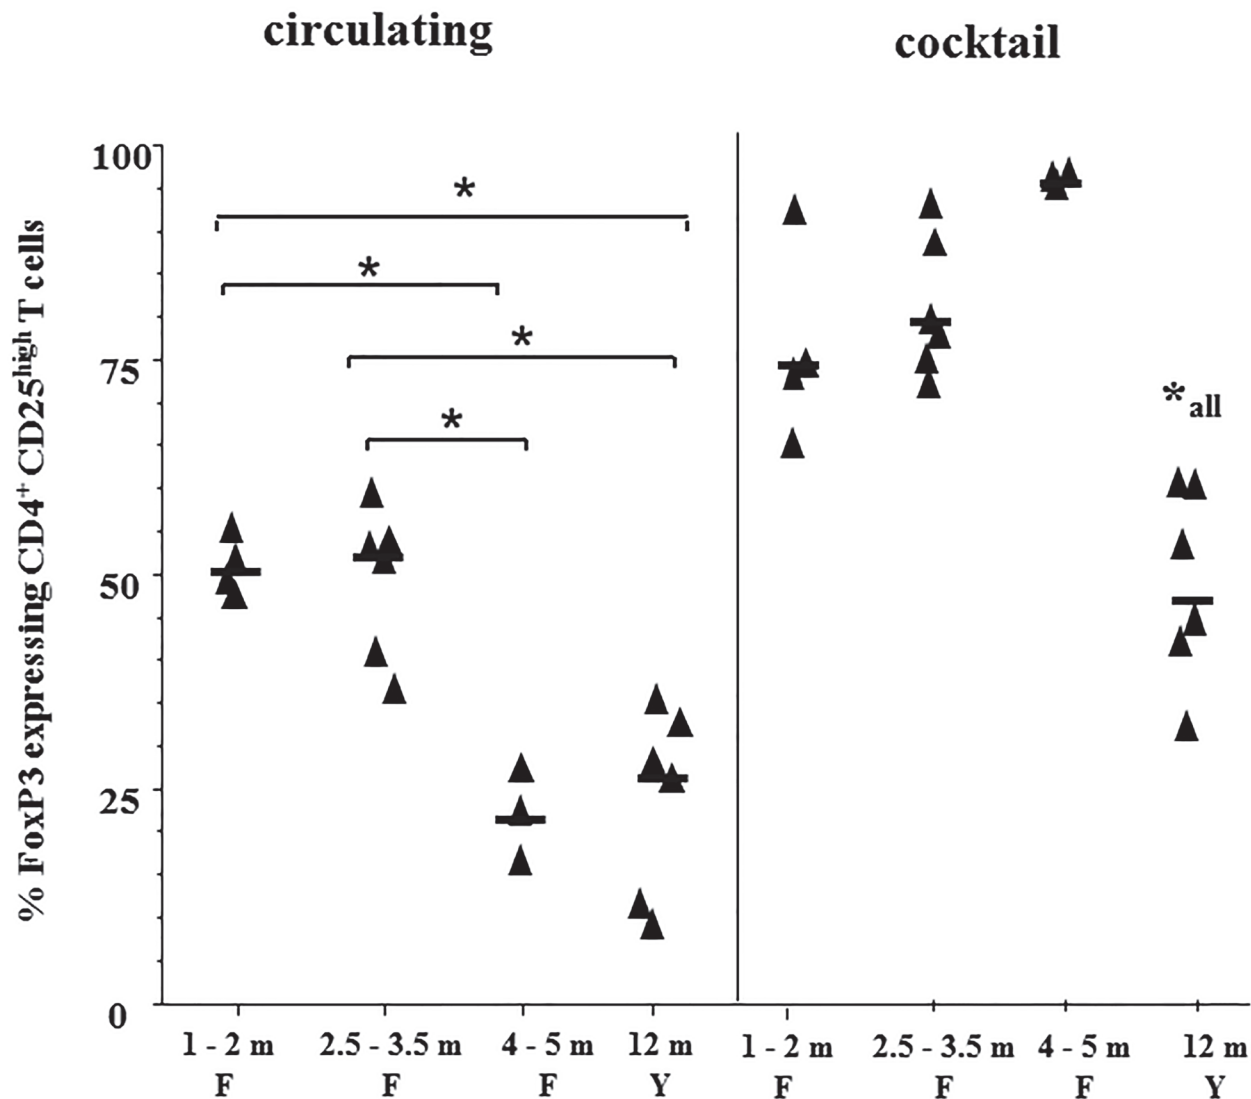 circulating
cocktail
% FoxP3 expressing CD4⁺ CD25ʰⁱᵍʰ T cells
100
75
50
25
0
*
*
*
*
*all
1 - 2 m 2.5 - 3.5 m 4 - 5 m 12 m 1 - 2 m 2.5 - 3.5 m 4 - 5 m 12 m
F F F Y F F F Y